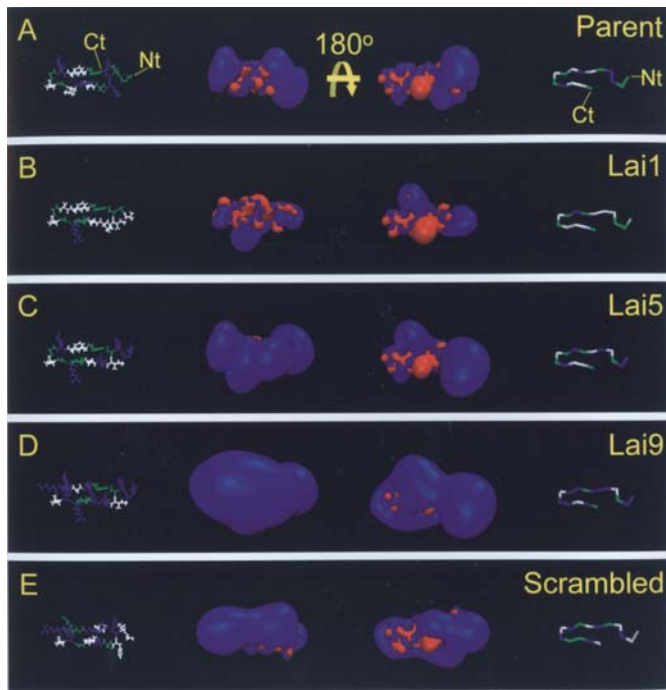 A
Ct
Nt
180°
Parent
Nt
Ct
B
Lai1
C
Lai5
D
Lai9
E
Scrambled